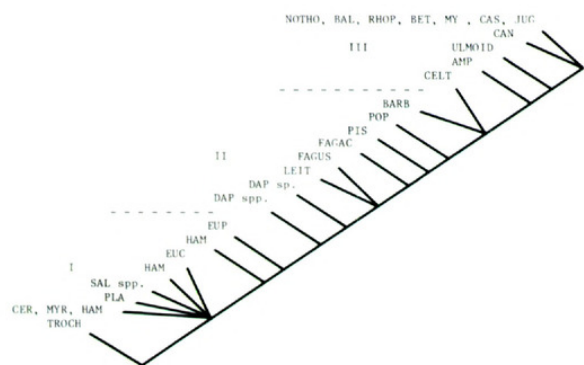 NOTHO, BAL, RHOP, BET, MY , CAS, JUG
CAN
III
ULMOID
AMP
CELT
BARB
POP
PIS
FAGAC
II
FAGUS
LEIT
DAP sp.
DAP spp.
EUP
HAM
EUC
I
HAM
SAL spp.
PLA
CER, MYR, HAM
TROCH